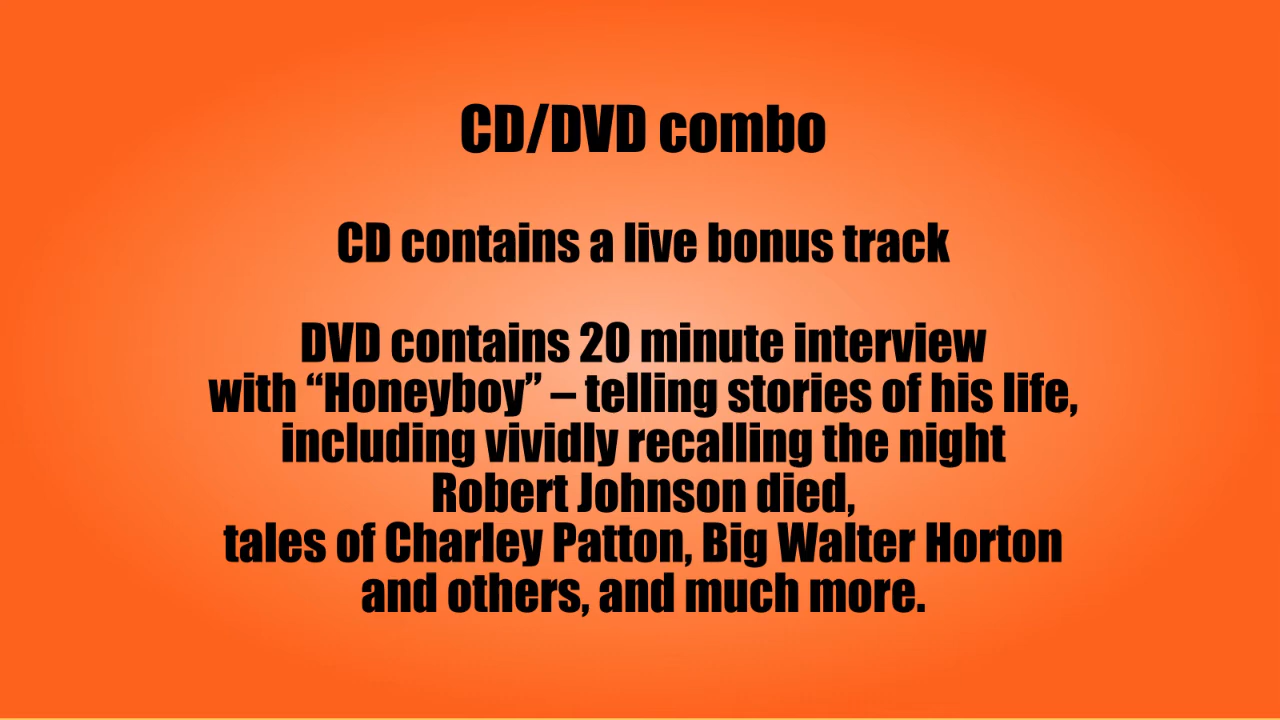 CD/DVD combo
CD contains a live bonus track
DVD contains 20 minute interview
with “Honeyboy” – telling stories of his life,
including vividly recalling the night
Robert Johnson died,
tales of Charley Patton, Big Walter Horton
and others, and much more.